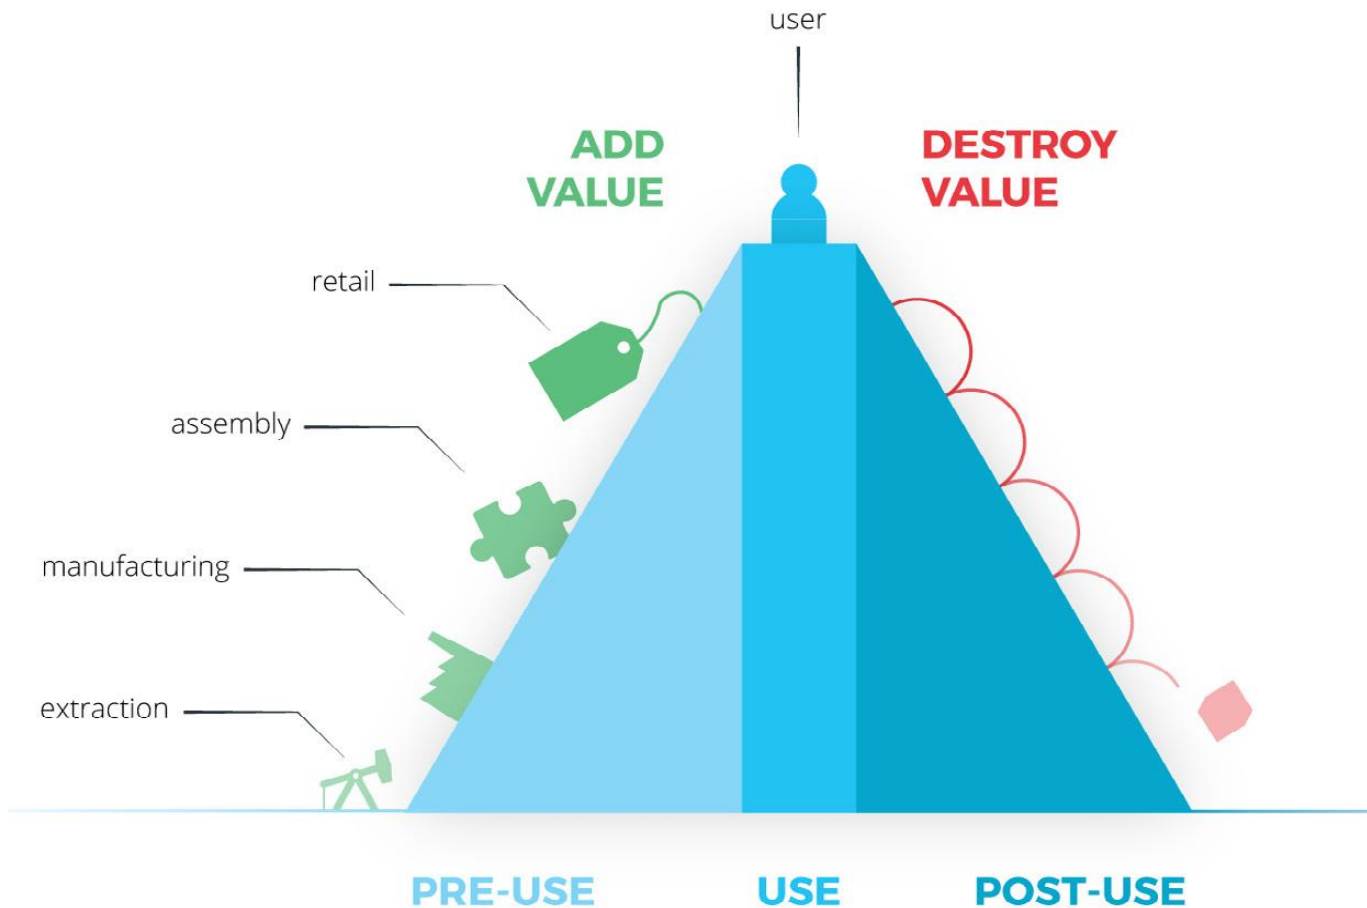 user
ADD
VALUE
DESTROY
VALUE
retail
assembly
manufacturing
extraction
PRE-USE
USE
POST-USE